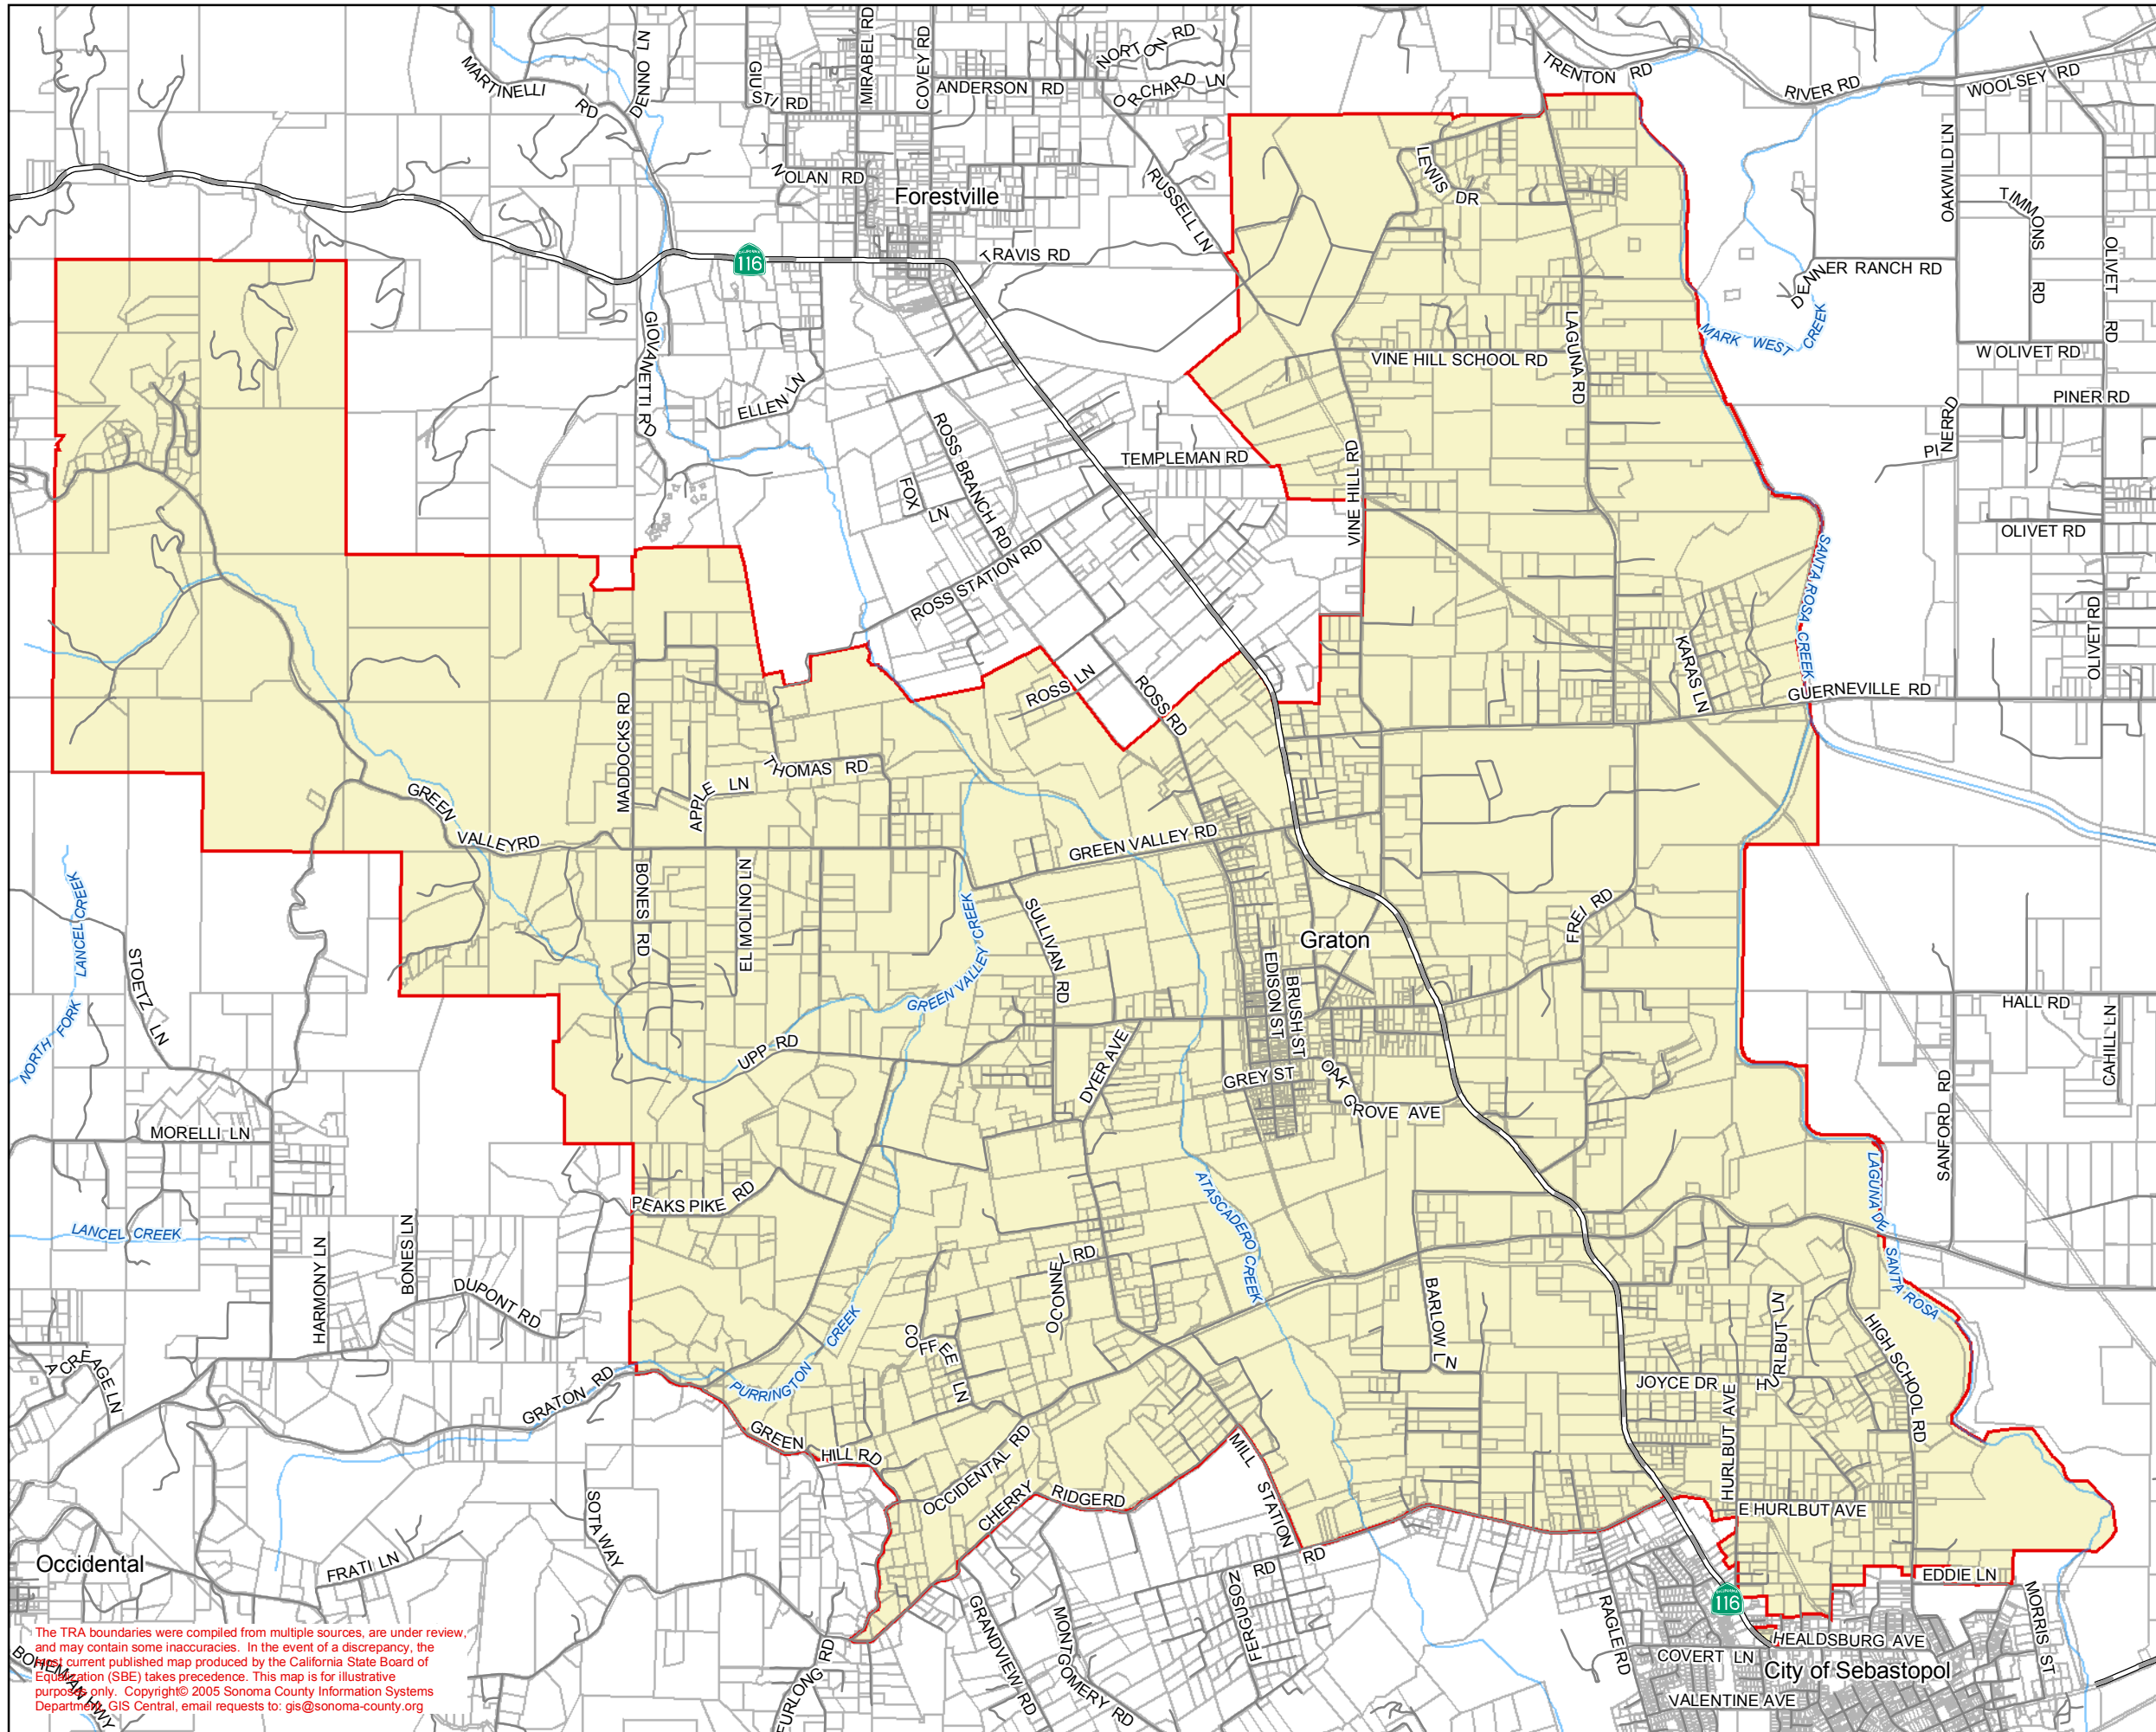 MARTINELLI RD
DENNO LN
GIUSTI RD
MIRABEL RD
COVEY RD
ANDERSON RD
NORTON RD
ORCHARD LN
TRENTON RD
RIVER RD
WOOLSEY RD
NOLAN RD
Forestville
RUSSELL LN
LEWIS DR
OAKWILD LN
TIMMONS RD
OLIVET RD
116
TRAVIS RD
DENNER RANCH RD
GIOVANETTI RD
LAGUNA RD
MARK WEST CREEK
VINE HILL SCHOOL RD
W OLIVET RD
ELLEN LN
PINER RD
ROSS BRANCH RD
PINER RD
TEMPLEMAN RD
VINE HILL RD
FOX LN
OLIVET RD
ROSS STATION RD
SANTA ROSA CREEK
OLIVET RD
KARAS LN
ROSS LN
ROSS RD
GUERNEVILLE RD
MADDOCKS RD
THOMAS RD
APPLE LN
GREEN VALLEYRD
GREEN VALLEY RD
BONES RD
EL MOLINO LN
GREEN VALLEY CREEK
SULLIVAN RD
FREI RD
Graton
NORTH FORK LANCEL CREEK
STOETZ LN
EDISON ST
BRUSH ST
HALL RD
CAHILL LN
UPP RD
DYER AVE
GREY ST
OAK GROVE AVE
SANFORD RD
MORELLI LN
LAGUNA DE SANTA ROSA
PEAKS PIKE RD
ATASCADERO CREEK
LANCEL CREEK
HARMONY LN
BONES LN
DUPONT RD
OCONNEL RD
BARLOW LN
HURLBUT LN
HIGH SCHOOL RD
COFFEE LN
PURRINGTON CREEK
ACREAGE LN
GRATON RD
JOYCE DR
HURLBUT AVE
GREEN HILL RD
OCCIDENTAL RD
CHERRY RIDGERD
MILL STATION RD
E HURLBUT AVE
SOTA WAY
Occidental
FRATI LN
FERGUSON RD
EDDIE LN
116
RAGLE RD
MORRIS ST
GRANDVIEW RD
MONTGOMERY RD
FURLONG RD
HEALDSBURG AVE
COVERT LN
City of Sebastopol
VALENTINE AVE
BOHEMIAN HWY
The TRA boundaries were compiled from multiple sources, are under review,
and may contain some inaccuracies. In the event of a discrepancy, the
most current published map produced by the California State Board of
Equalization (SBE) takes precedence. This map is for illustrative
purposes only. Copyright© 2005 Sonoma County Information Systems
Department, GIS Central, email requests to: gis@sonoma-county.org